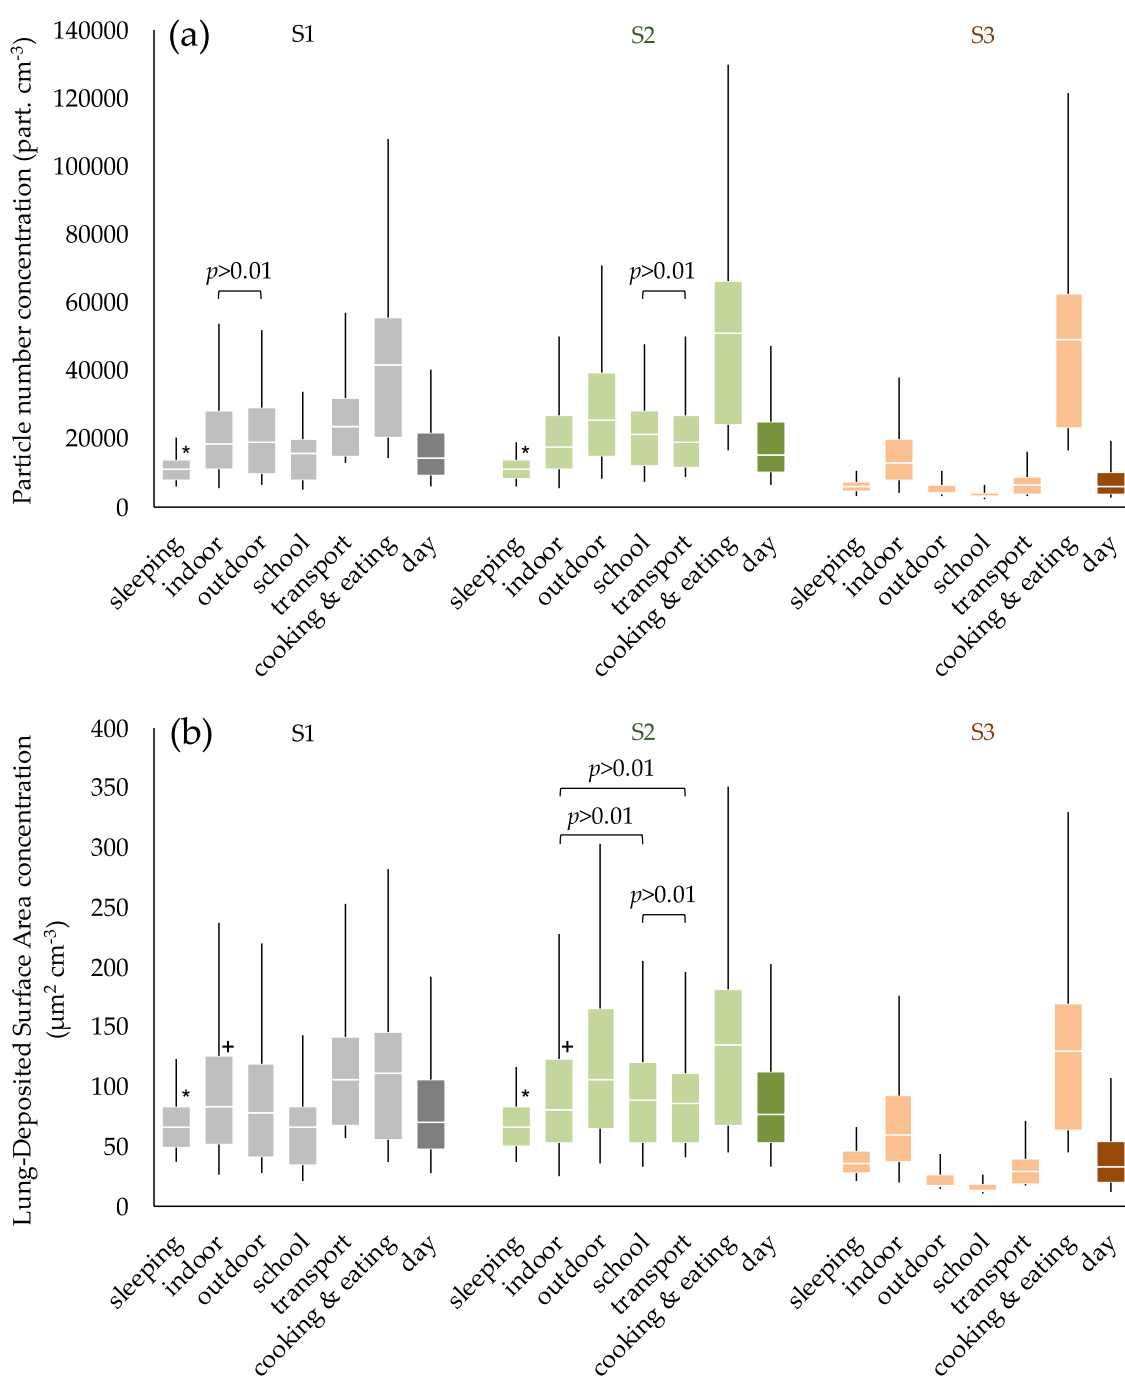 (a)
S1
S2
S3
Particle number concentration (part. cm-3)
140000
120000
100000
80000
60000
40000
20000
0
p>0.01
p>0.01
*
*
sleeping
indoor
outdoor
school
transport
cooking & eating
day
sleeping
indoor
outdoor
school
transport
cooking & eating
day
sleeping
indoor
outdoor
school
transport
cooking & eating
day
(b)
S1
S2
S3
Lung-Deposited Surface Area concentration
(µm2 cm-3)
400
350
300
250
200
150
100
50
0
p>0.01
p>0.01
p>0.01
+
+
*
*
sleeping
indoor
outdoor
school
transport
cooking & eating
day
sleeping
indoor
outdoor
school
transport
cooking & eating
day
sleeping
indoor
outdoor
school
transport
cooking & eating
day